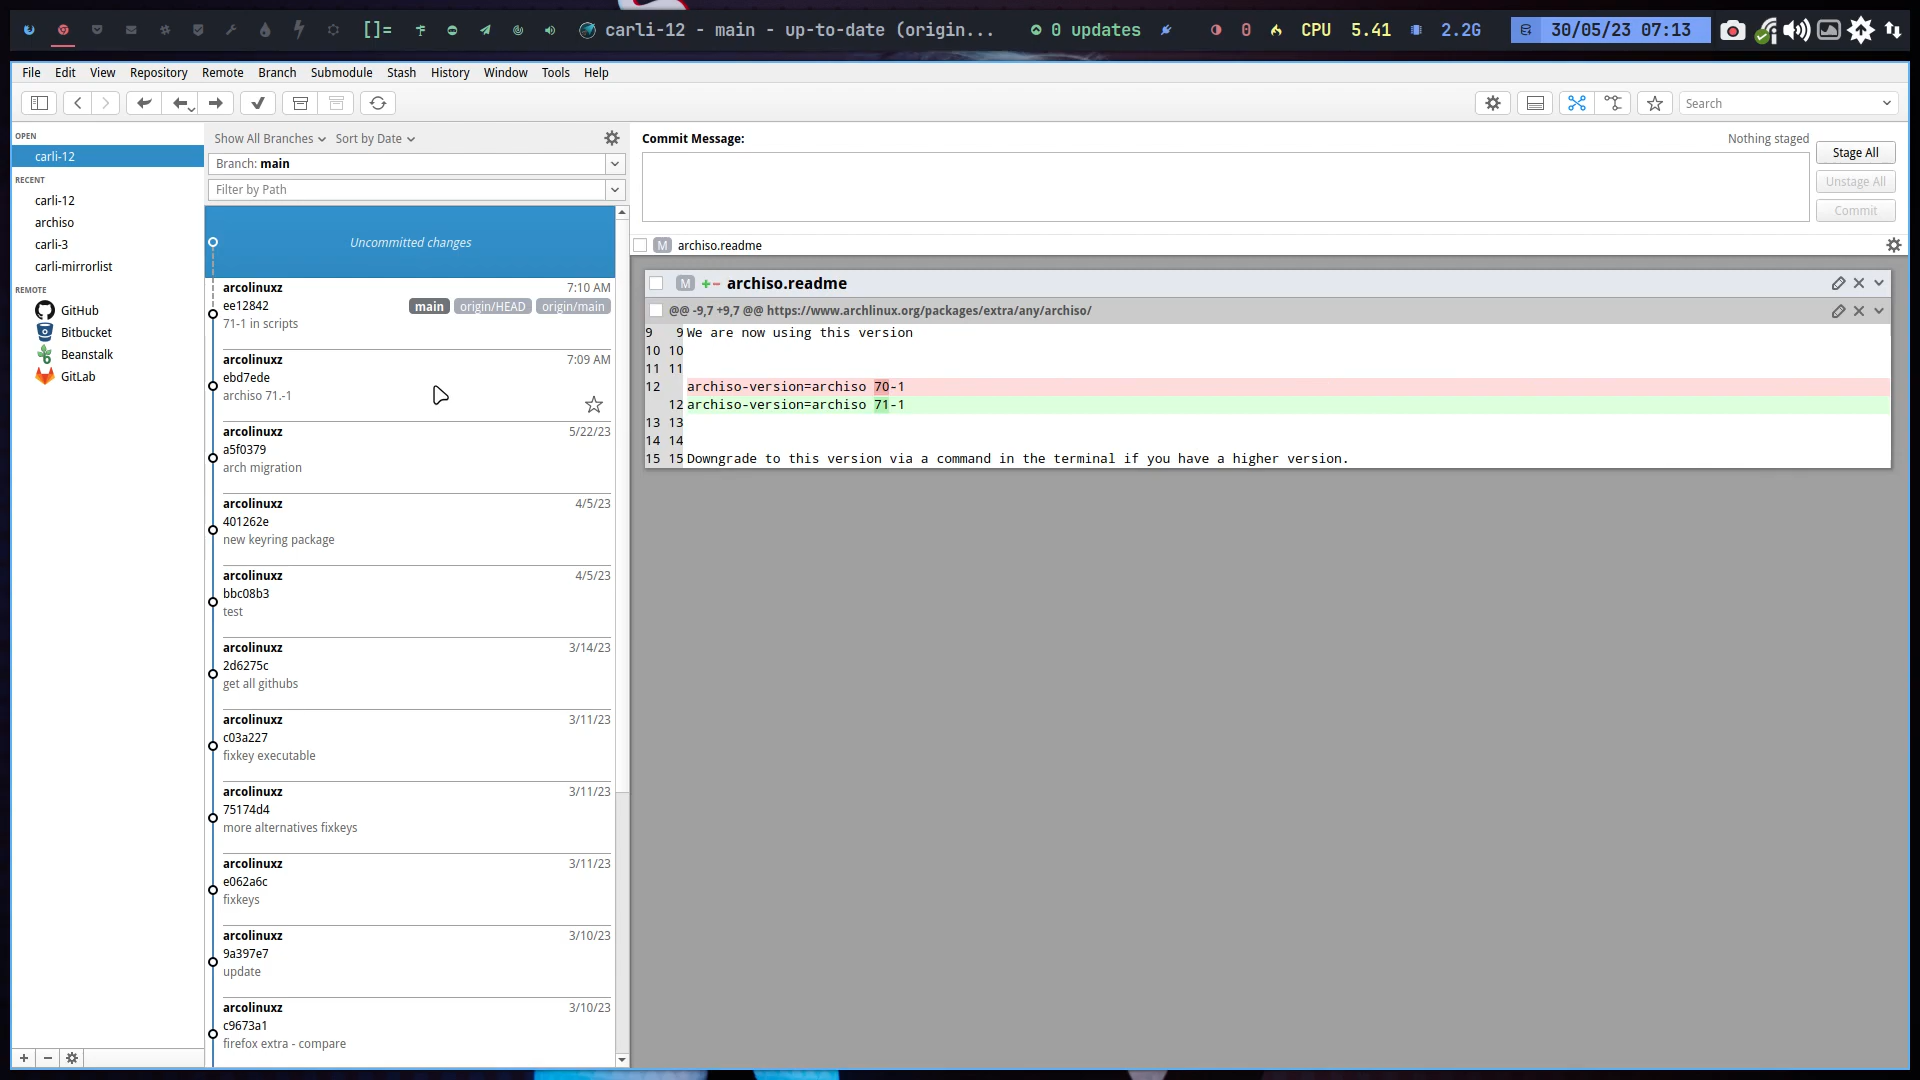 []= carli-12 - main - up-to-date (origin... 0 updates 0 CPU 5.41 2.2G 30/05/23 07:13
File Edit View Repository Remote Branch Submodule Stash History Window Tools Help
Search
OPEN
carli-12
RECENT
carli-12
archiso
carli-3
carli-mirrorlist
REMOTE
GitHub
Bitbucket
Beanstalk
GitLab
Show All Branches Sort by Date
Branch: main
Filter by Path
Uncommitted changes
arcolinuxz 7:10 AM
ee12842 main origin/HEAD origin/main
71-1 in scripts
arcolinuxz 7:09 AM
ebd7ede
archiso 71.-1
arcolinuxz 5/22/23
a5f0379
arch migration
arcolinuxz 4/5/23
401262e
new keyring package
arcolinuxz 4/5/23
bbc08b3
test
arcolinuxz 3/14/23
2d6275c
get all githubs
arcolinuxz 3/11/23
c03a227
fixkey executable
arcolinuxz 3/11/23
75174d4
more alternatives fixkeys
arcolinuxz 3/11/23
e062a6c
fixkeys
arcolinuxz 3/10/23
9a397e7
update
arcolinuxz 3/10/23
c9673a1
firefox extra - compare
Commit Message: Nothing staged
Stage All
Unstage All
Commit
M archiso.readme
M +- archiso.readme
@@ -9,7 +9,7 @@ https://www.archlinux.org/packages/extra/any/archiso/
9 9 We are now using this version
10 10
11 11
12 archiso-version=archiso 70-1
12 archiso-version=archiso 71-1
13 13
14 14
15 15 Downgrade to this version via a command in the terminal if you have a higher version.